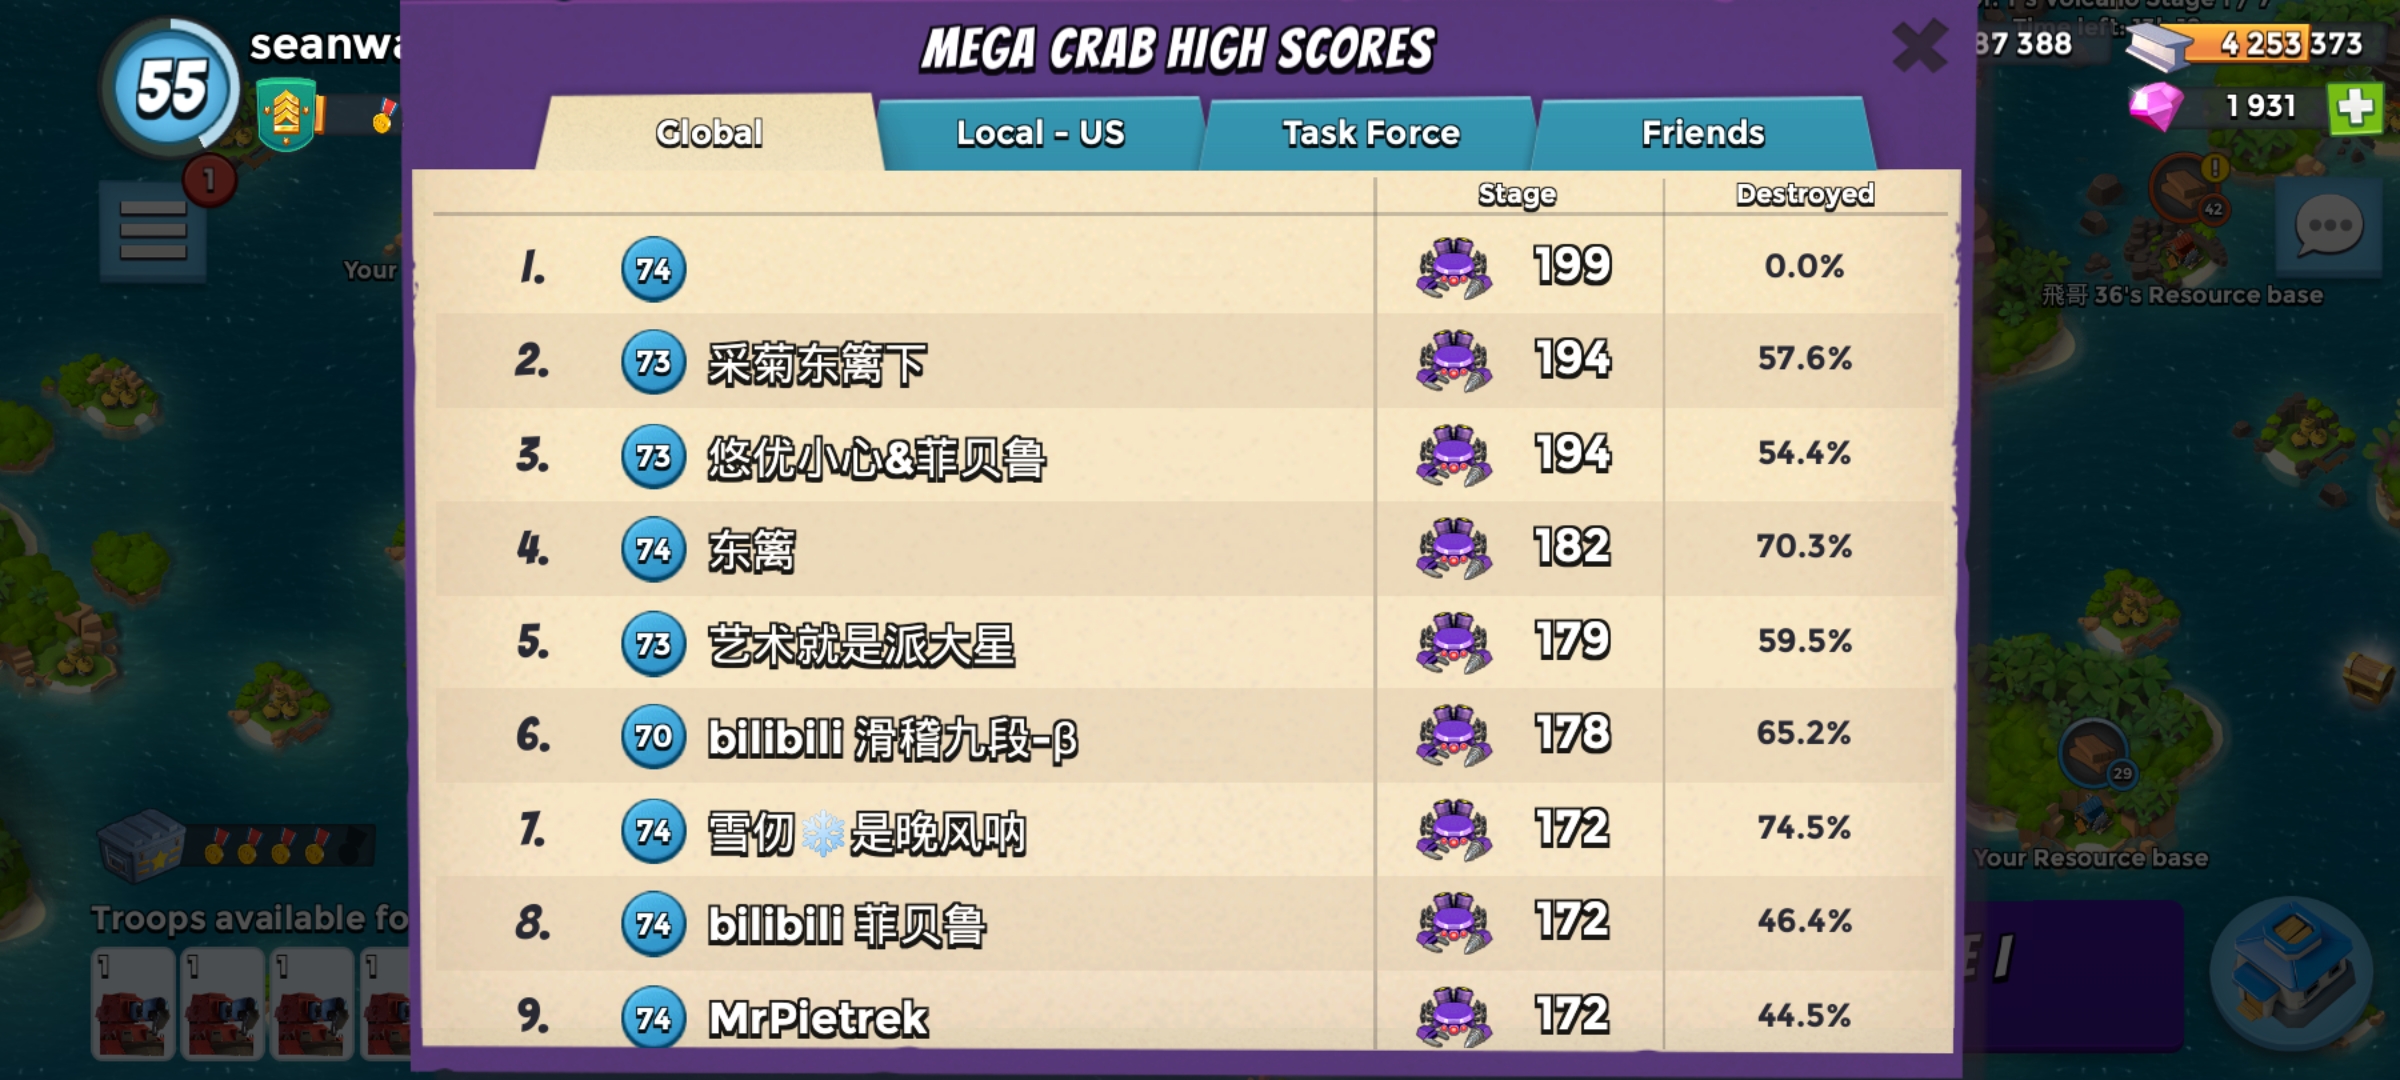 MEGA CRAB HIGH SCORES
55
Global
Local - US
Task Force
Friends
87 388
4 253 373
1 931
1
Your
Stage
Destroyed
1. 74 199 0.0%
2. 73 采菊东篱下 194 57.6%
3. 73 悠优小心&菲贝鲁 194 54.4%
4. 74 东篱 182 70.3%
5. 73 艺术就是派大星 179 59.5%
6. 70 bilibili 滑稽九段-β 178 65.2%
7. 74 雪仞❄️是晚风呐 172 74.5%
8. 74 bilibili 菲贝鲁 172 46.4%
9. 74 MrPietrek 172 44.5%
42
飛哥 36's Resource base
29
Your Resource base
Troops available fo
1 1 1 1